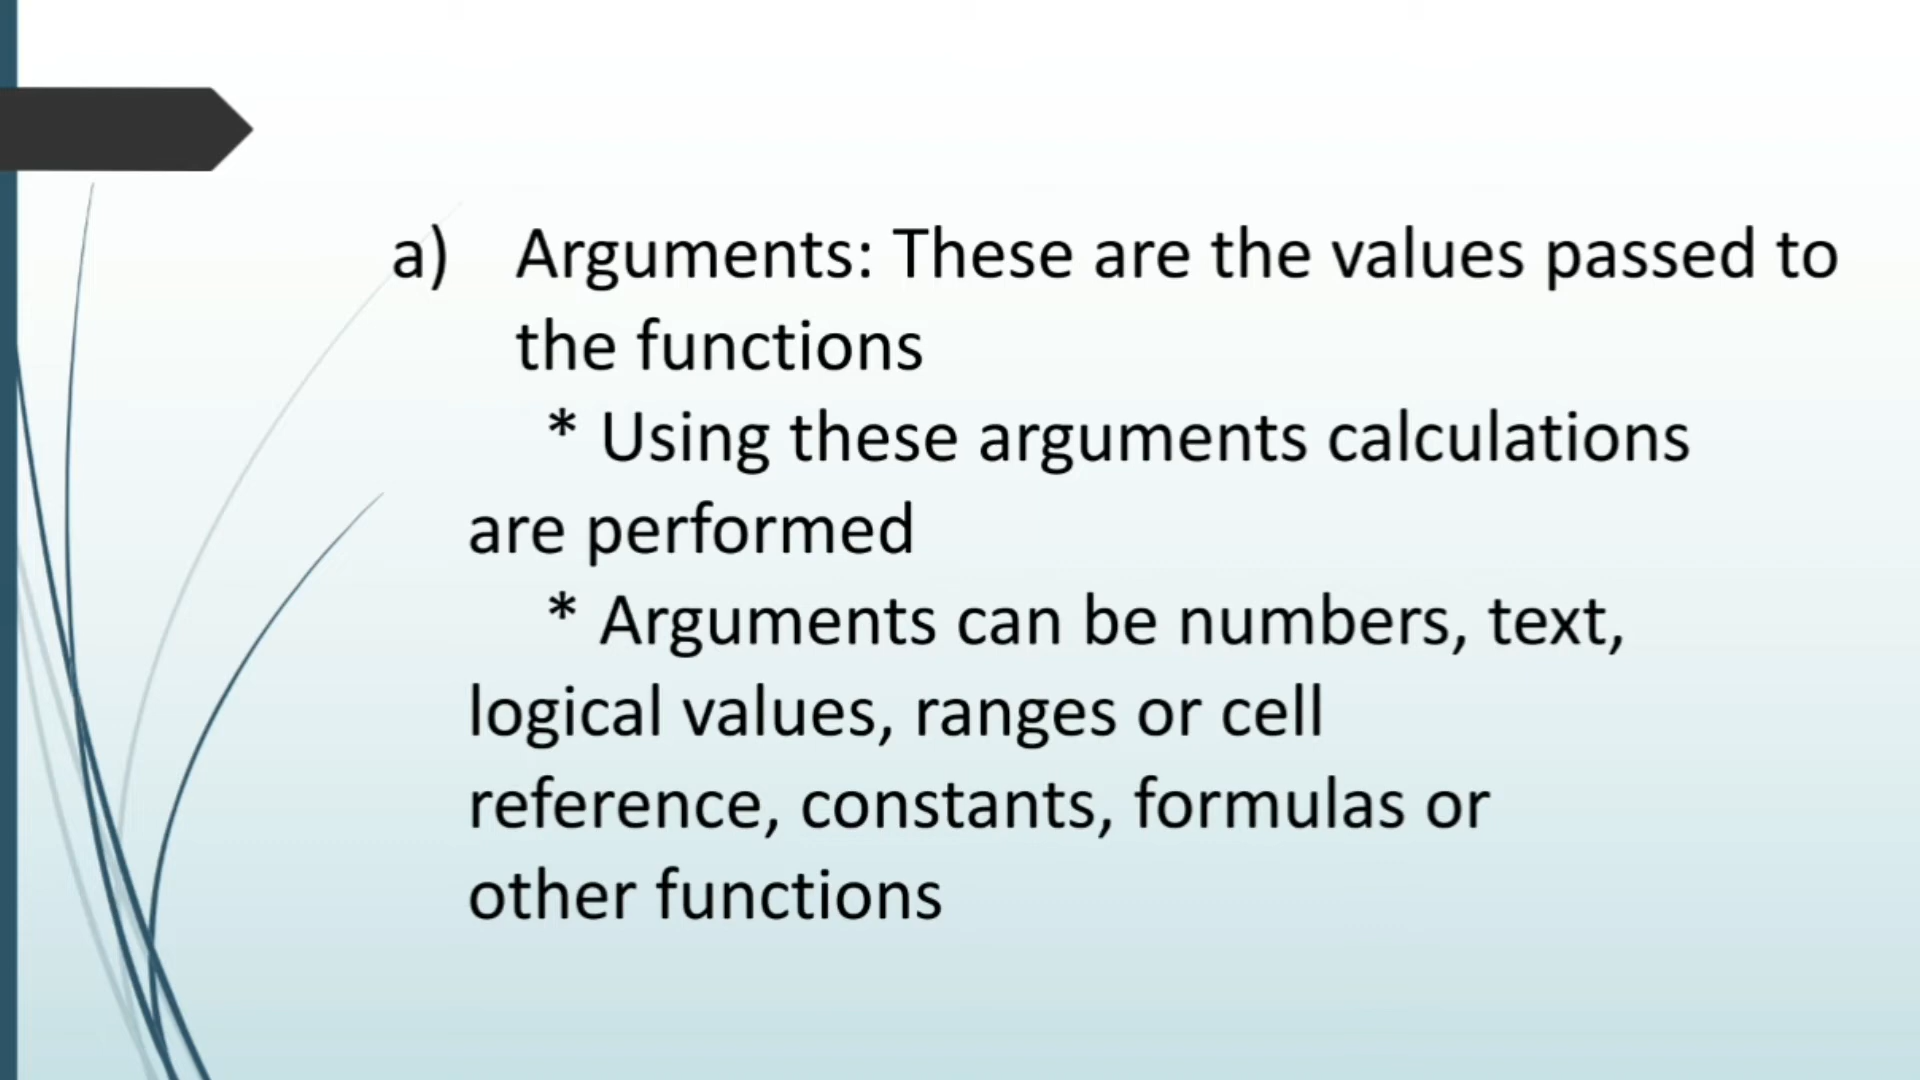 a) Arguments: These are the values passed to
the functions
* Using these arguments calculations
are performed
* Arguments can be numbers, text,
logical values, ranges or cell
reference, constants, formulas or
other functions